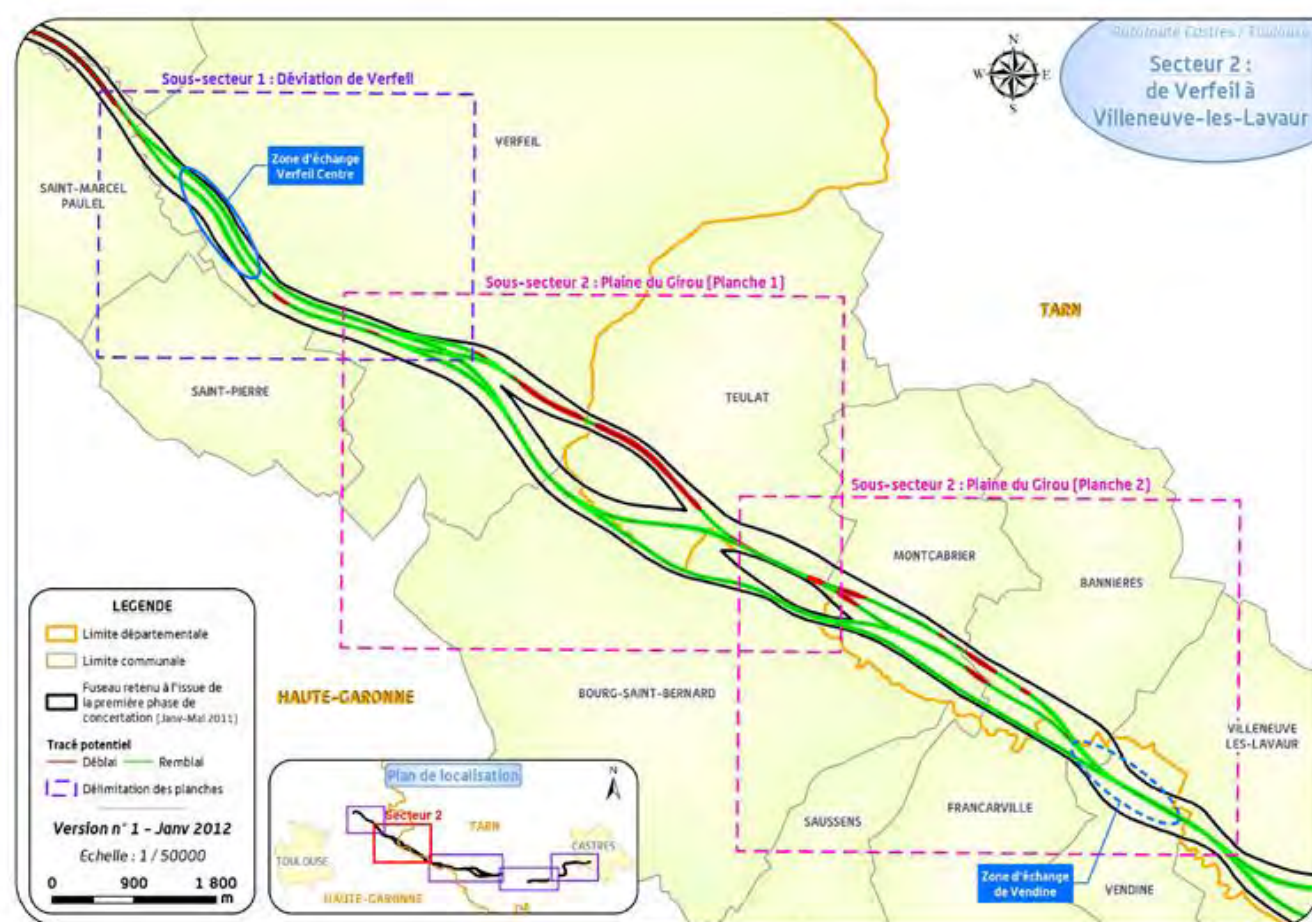 Autoroute Castres / Toulouse
Secteur 2 :
de Verfeil à
Villeneuve-les-Lavaur
N
W
E
S
Sous-secteur 1 : Déviation de Verfeil
VERFEIL
Zone d'échange
Verfeil Centre
SAINT-MARCEL
PAULEL
Sous-secteur 2 : Plaine du Girou (Planche 1)
TARN
SAINT-PIERRE
TEULAT
Sous-secteur 2 : Plaine du Girou (Planche 2)
MONTCABRIER
BANNIERES
BOURG-SAINT-BERNARD
HAUTE-GARONNE
VILLENEUVE
LES-LAVAUR
FRANCARVILLE
SAUSSENS
Zone d'échange
de Vendine
VENDINE
LEGENDE
Limite départementale
Limite communale
Fuseau retenu à l'issue de
la première phase de
concertation (Janv-Mai 2011)
Tracé potentiel
Déblai
Remblai
Délimitation des planches
Version n° 1 - Janv 2012
Echelle : 1 / 50000
0 900 1 800
m
Plan de localisation
N
Secteur 2
TARN
TOULOUSE
CASTRES
HAUTE-GARONNE